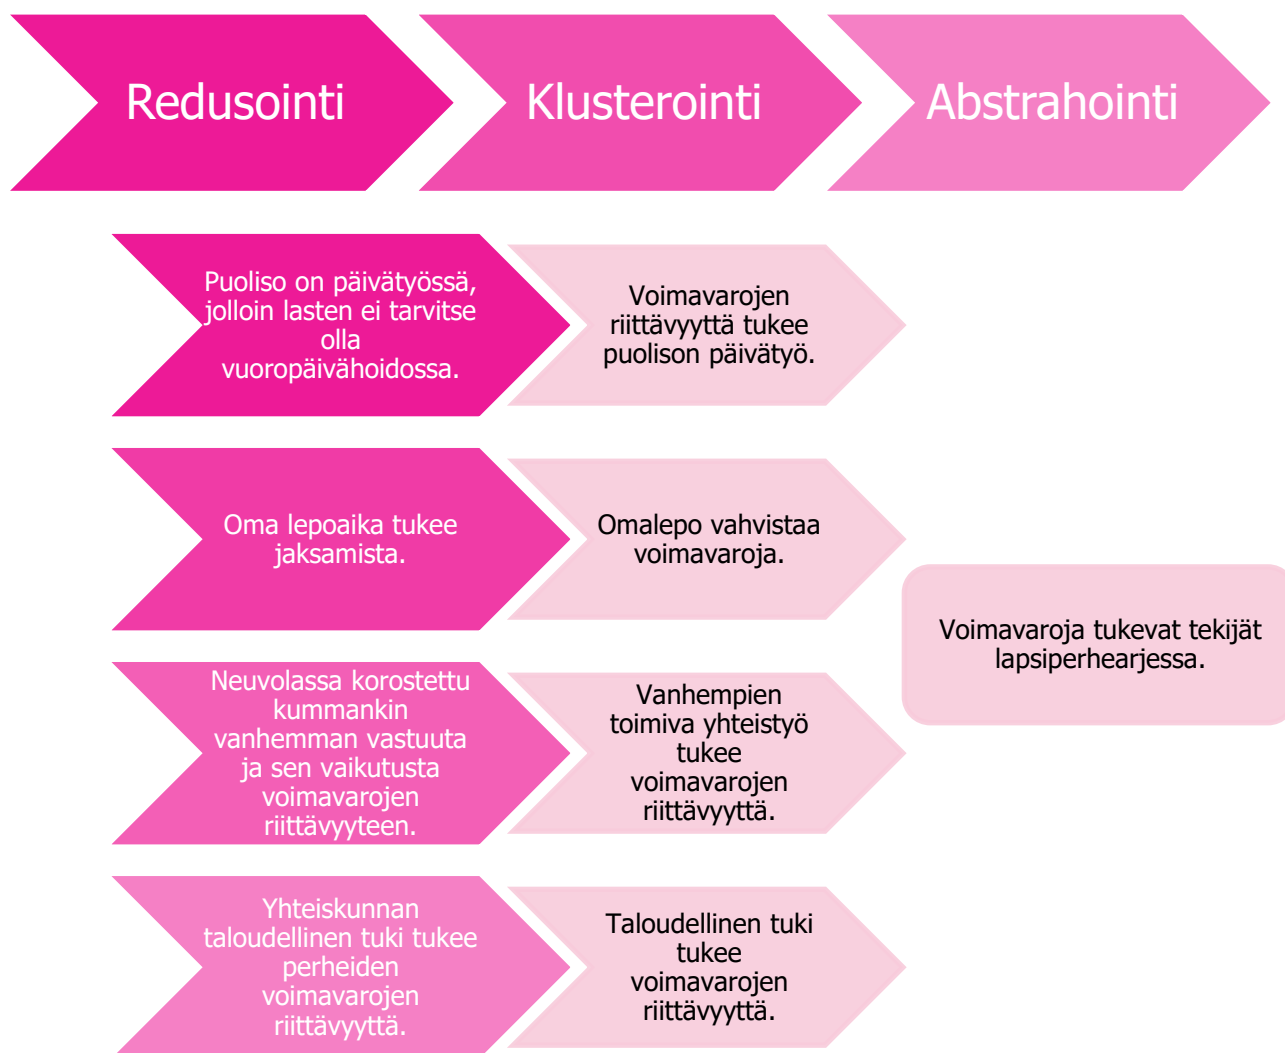 Redusointi
Klusterointi
Abstrahointi
Puoliso on päivätyössä,
jolloin lasten ei tarvitse
olla
vuoropäivähoidossa.
Voimavarojen
riittävyyttä tukee
puolison päivätyö.
Oma lepoaika tukee
jaksamista.
Omalepo vahvistaa
voimavaroja.
Voimavaroja tukevat tekijät
lapsiperhearjessa.
Neuvolassa korostettu
kummankin
vanhemman vastuuta
ja sen vaikutusta
voimavarojen
riittävyyteen.
Vanhempien
toimiva yhteistyö
tukee
voimavarojen
riittävyyttä.
Yhteiskunnan
taloudellinen tuki tukee
perheiden
voimavarojen
riittävyyttä.
Taloudellinen tuki
tukee
voimavarojen
riittävyyttä.